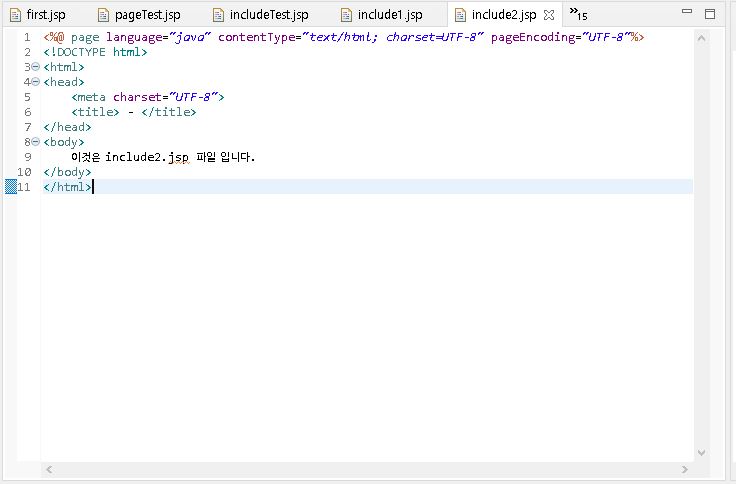 first.jsp pageTest.jsp includeTest.jsp include1.jsp include2.jsp »15
1 <%@ page language="java" contentType="text/html; charset=UTF-8" pageEncoding="UTF-8"%>
2 <!DOCTYPE html>
3 <html>
4 <head>
5 <meta charset="UTF-8">
6 <title> - </title>
7 </head>
8 <body>
9 이것은 include2.jsp 파일 입니다.
10 </body>
11 </html>